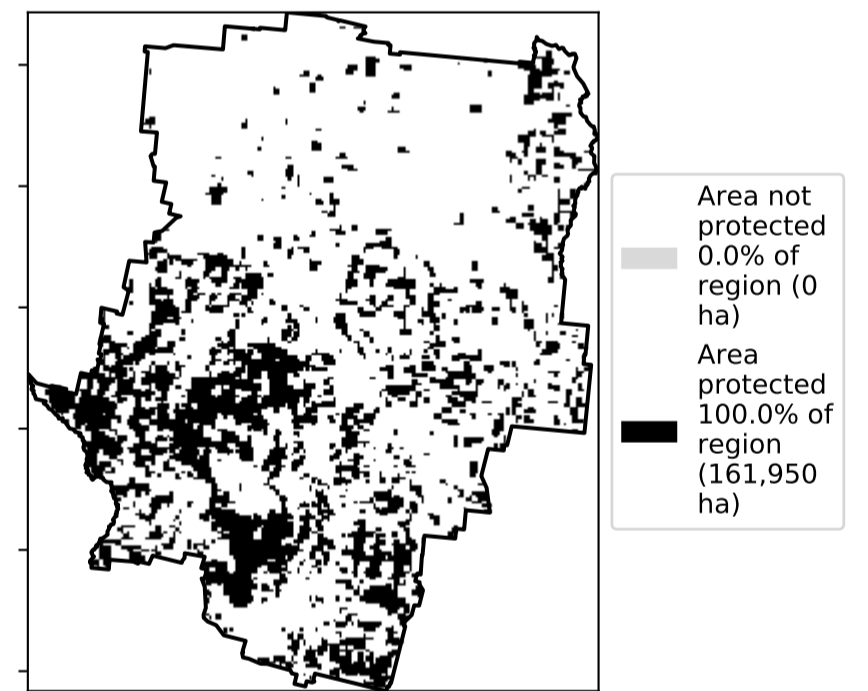 Area not
protected
0.0% of
region (0
ha)
Area
protected
100.0% of
region
(161,950
ha)